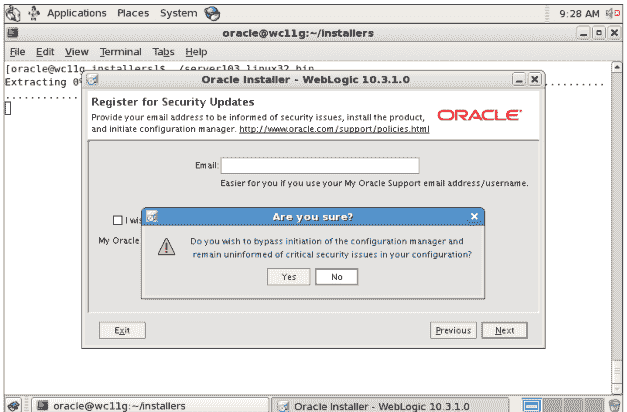 Applications Places System 9:28 AM
oracle@wc11g:~/installers
File Edit View Terminal Tabs Help
[oracle@wc11g installers]$ ./server103_linux32.bin
Extracting 0%
Oracle Installer - WebLogic 10.3.1.0
Register for Security Updates
Provide your email address to be informed of security issues, install the product,
and initiate configuration manager. http://www.oracle.com/support/policies.html
ORACLE
Email:
Easier for you if you use your My Oracle Support email address/username.
I wi
My Oracle
Are you sure?
Do you wish to bypass initiation of the configuration manager and
remain uninformed of critical security issues in your configuration?
Yes No
Exit Previous Next
oracle@wc11g:~/installers Oracle Installer - WebLogic 10.3.1.0